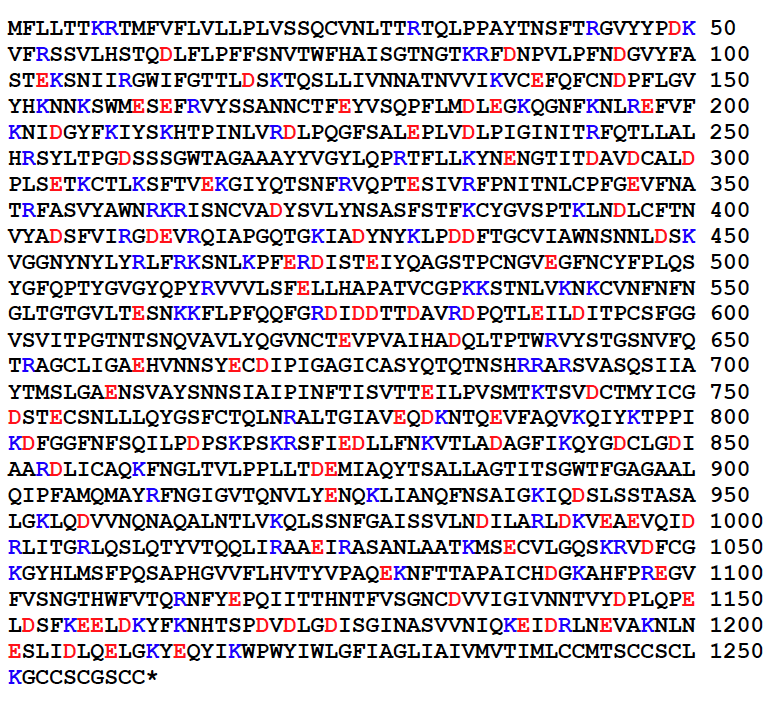 MFLLTTKRTMFVFLVLLPLVSSQCVNLTTRTQLPPAYTNSFTRGVYYPDK 50
VFRSSVLHSTQDLFLPFFSNVTWFHAISGTNGTKRFDNPVLPFNDGVYFA 100
STEKSNIIRGWIFGTTLDSKTQSLLIVNNATNVVIKVCEFQFCNDPFLGV 150
YHKNNKSWMESEFRVYSSANNCTFEYVSQPFLMDLEGKQGNFKNLREFVF 200
KNIDGYFKIYSKHTPINLVRDLPQGFSALEPLVDLPIGINITRFQTLLAL 250
HRSYLTPGDSSSGWTAGAAAYYVGYLQPRTFLLKYNENGTITDAVDCALD 300
PLSETKCTLKSFTVEKGIYQTSNFRVQPTESIVRFPNITNLCPFGEVFNA 350
TRFASVYAWNRKRISNCVADYSVLYNSASFSTFKCYGVSPTKLNDLCFTN 400
VYADSFVIRGDEVRQIAPGQTGKIADYNYKLPDDFTGCVIAWNSNNLDSK 450
VGGNYNYLYRLFRKSNLKPFERDISTEIYQAGSTPCNGVEGFNCYFPLQS 500
YGFQPTYGVGYQPYRVVVLSFELLHAPATVCGPKKSTNLVKNKCVNFNFN 550
GLTGTGVLTESNKKFLPFQQFGRDIDDTTDAVRDPQTLEILDITPCSFGG 600
VSVITPGTNTSNQVAVLYQGVNCTEVPVAIHADQLTPTWRVYSTGSNVFQ 650
TRAGCLIGAEHVNNSYECDIPIGAGICASYQTQTNSHRRARSVASQSIIA 700
YTMSLGAENSVAYSNNSIAIPINFTISVTTEILPVSMTKTSVDCTMYICG 750
DSTECSNLLLQYGSFCTQLNRALTGIAVEQDKNTQEVFAQVKQIYKTPPI 800
KDFGGFNFSQILPDPSKPSKRSFIEDLLFNKVTLADAGFIKQYGDCLGDI 850
AARDLICAQKFNGLTVLPPLLTDEMIAQYTSALLAGTITSGWTFGAGAAL 900
QIPFAMQMAYRFNGIGVTQNVLYENQKLIANQFNSAIGKIQDSLSSTASA 950
LGKLQDVVNQNAQALNTLVKQLSSNFGAISSVLNDILARLDKVEAEVQID 1000
RLITGRLQSLQTYVTQQLIRAAEIRASANLAATKMSECVLGQSKRVDFCG 1050
KGYHLMSFPQSAPHGVVFLHVTYVPAQEKNFTTAPAICHDGKAHFPREGV 1100
FVSNGTHWFVTQRNFYEPQIITTHNTFVSGNCDVVIGIVNNTVYDPLQPE 1150
LDSFKEELDKYFKNHTSPDVDLGDISGINASVVNIQKEIDRLNEVAKNLN 1200
ESLIDLQELGKYEQYIKWPWYIWLGFIAGLIAIVMVTIMLCCMTSCCSCL 1250
KGCCSCGSCC*